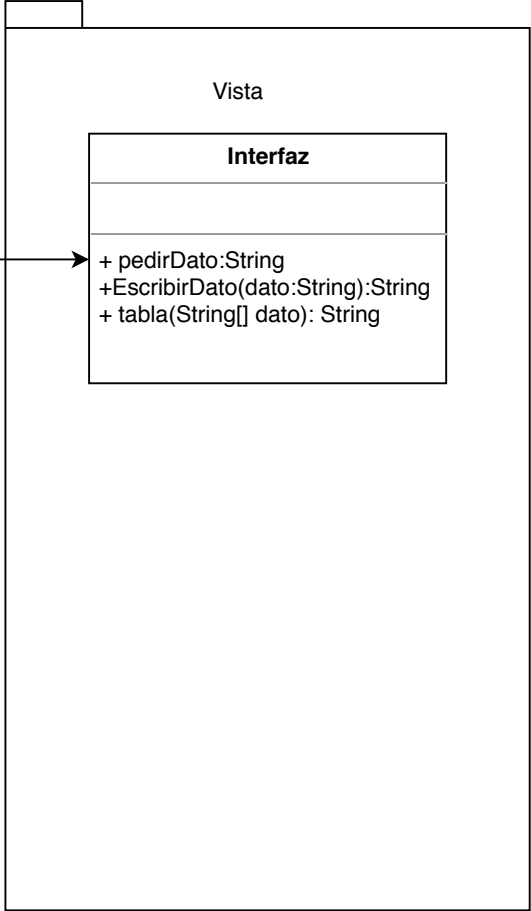 Vista
Interfaz
+ pedirDato:String
+EscribirDato(dato:String):String
+ tabla(String[] dato): String